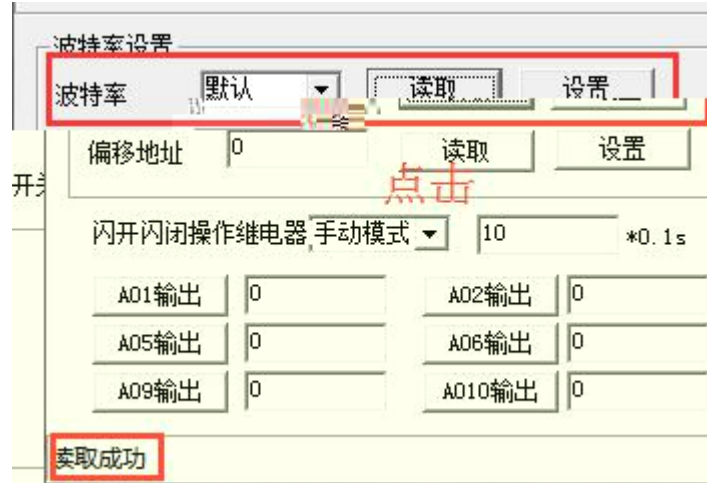 波特率设置
波特率 默认 读取 设置
偏移地址 0 读取 设置
点击
闪开闪闭操作继电器 手动模式 10 *0.1s
A01输出 0 A02输出 0
A05输出 0 A06输出 0
A09输出 0 A010输出 0
读取成功